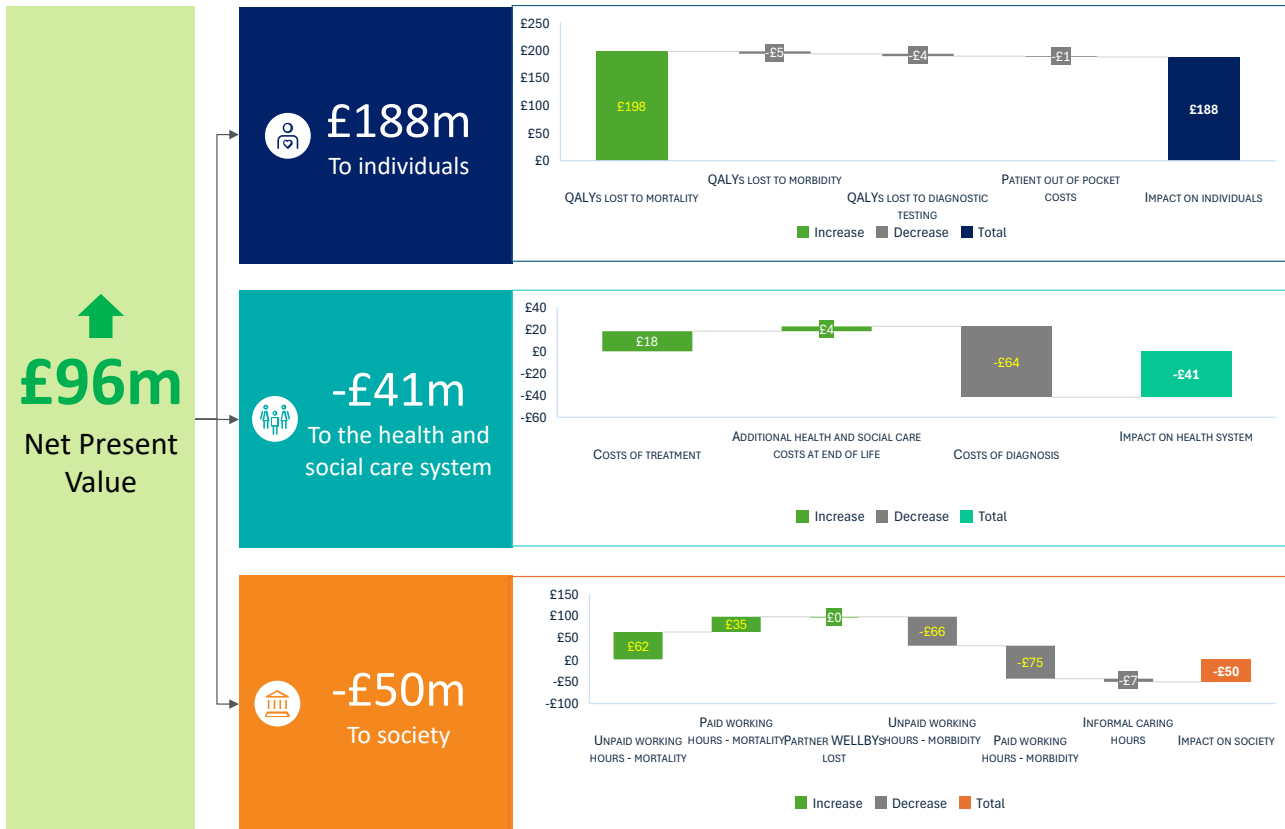 £96m
Net Present
Value
£188m
To individuals
£250
£200
£150
£100
£50
£0
£198
-£5
-£4
-£1
£188
QALYs LOST TO MORTALITY
QALYs LOST TO MORBIDITY
QALYs LOST TO DIAGNOSTIC
TESTING
PATIENT OUT OF POCKET
COSTS
IMPACT ON INDIVIDUALS
Increase Decrease Total
-£41m
To the health and
social care system
£40
£20
£0
-£20
-£40
-£60
£18
£4
-£64
-£41
COSTS OF TREATMENT
ADDITIONAL HEALTH AND SOCIAL CARE
COSTS AT END OF LIFE
COSTS OF DIAGNOSIS
IMPACT ON HEALTH SYSTEM
Increase Decrease Total
-£50m
To society
£150
£100
£50
£0
-£50
-£100
£62
£35
£0
-£66
-£75
-£7
-£50
UNPAID WORKING
HOURS - MORTALITY
PAID WORKING
HOURS - MORTALITY
PARTNER WELLBYS
LOST
UNPAID WORKING
HOURS - MORBIDITY
PAID WORKING
HOURS - MORBIDITY
INFORMAL CARING
HOURS
IMPACT ON SOCIETY
Increase Decrease Total